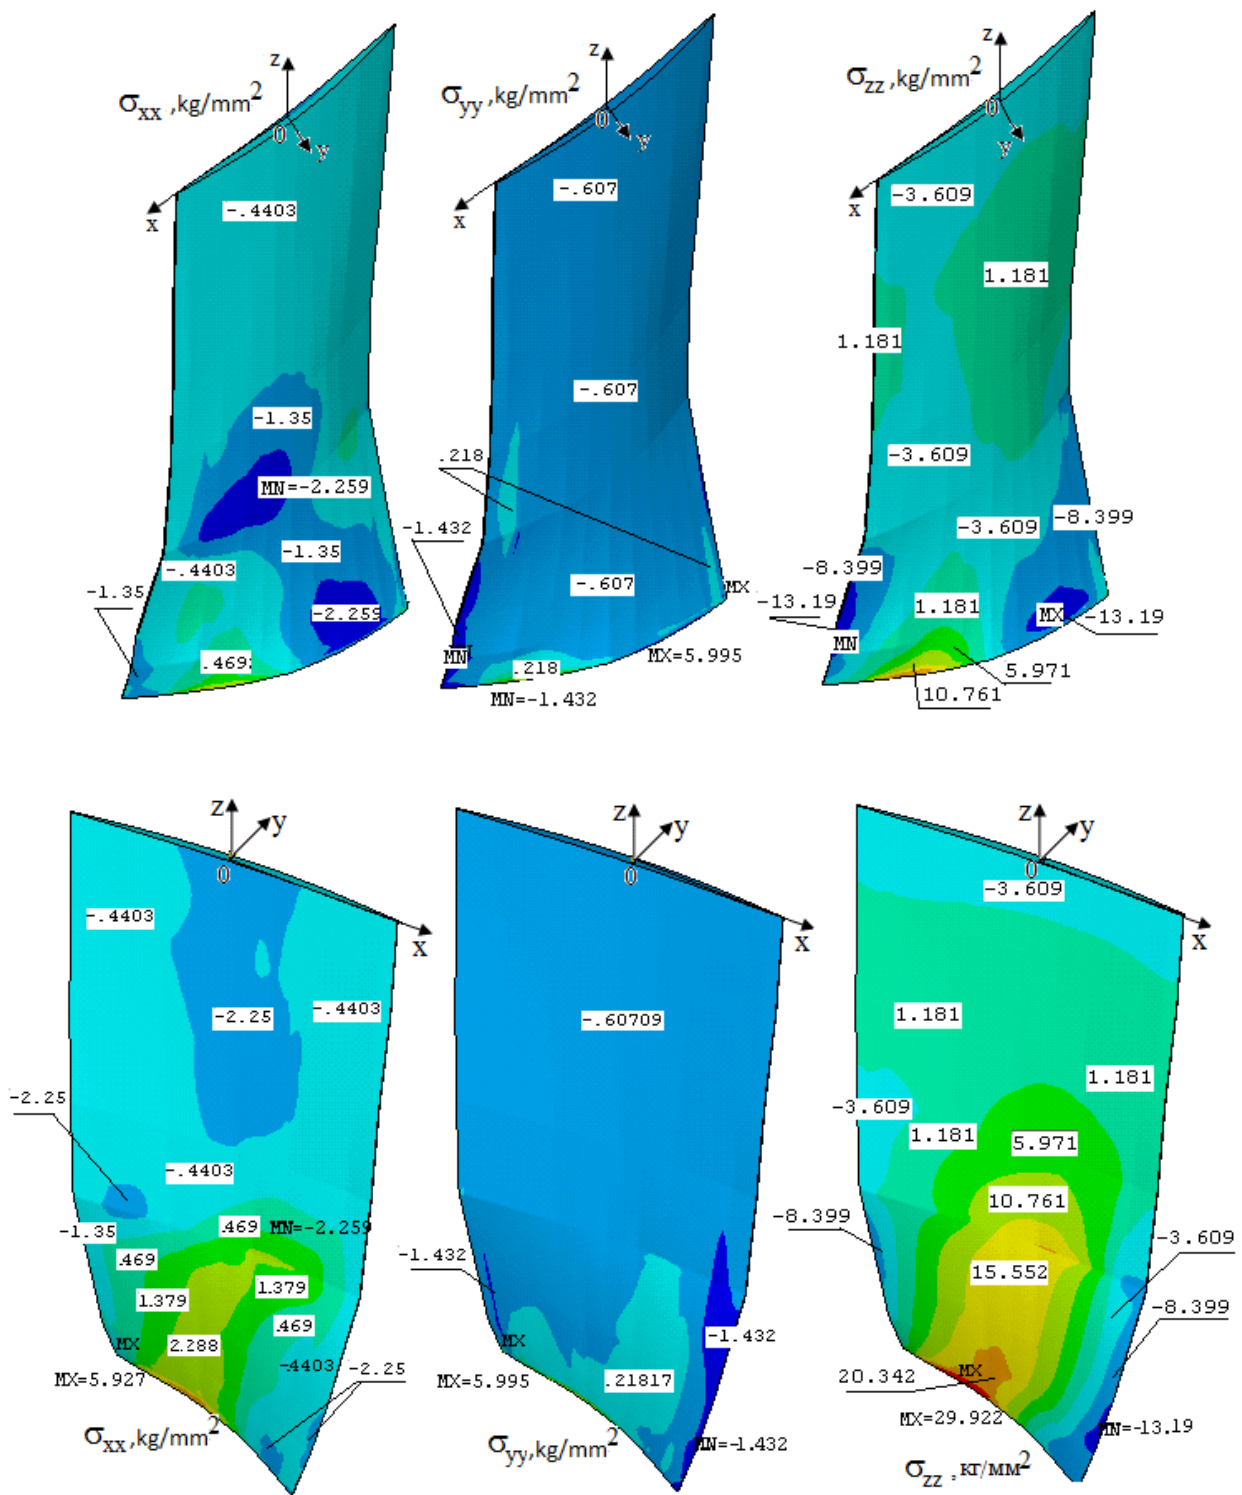 z
σxx ,kg/mm2
0
y
x
-.4403
-1.35
MN=-2.259
-1.35
-.4403
-1.35
-2.259
.469
z
σyy ,kg/mm2
0
y
x
-.607
-.607
.218
-1.432
-.607
MX
MN
MX=5.995
.218
MN=-1.432
z
σzz ,kg/mm2
0
y
x
-3.609
1.181
1.181
-3.609
-3.609
-8.399
-8.399
-13.19
1.181
MX
-13.19
MN
5.971
10.761
z
y
0
x
-.4403
-.4403
-2.25
-2.25
-.4403
-1.35
.469
MN=-2.259
.469
1.379
1.379
.469
MX
2.288
-4403
-2.25
MX=5.927
σxx ,kg/mm2
z
y
0
x
-.60709
-1.432
MX
-1.432
MX=5.995
.21817
MN=-1.432
σyy,kg/mm2
z
y
0
x
-3.609
1.181
1.181
-3.609
1.181
5.971
10.761
-8.399
-3.609
15.552
-8.399
20.342
MX
MX=29.922
MN=-13.19
σzz ,кг/мм2